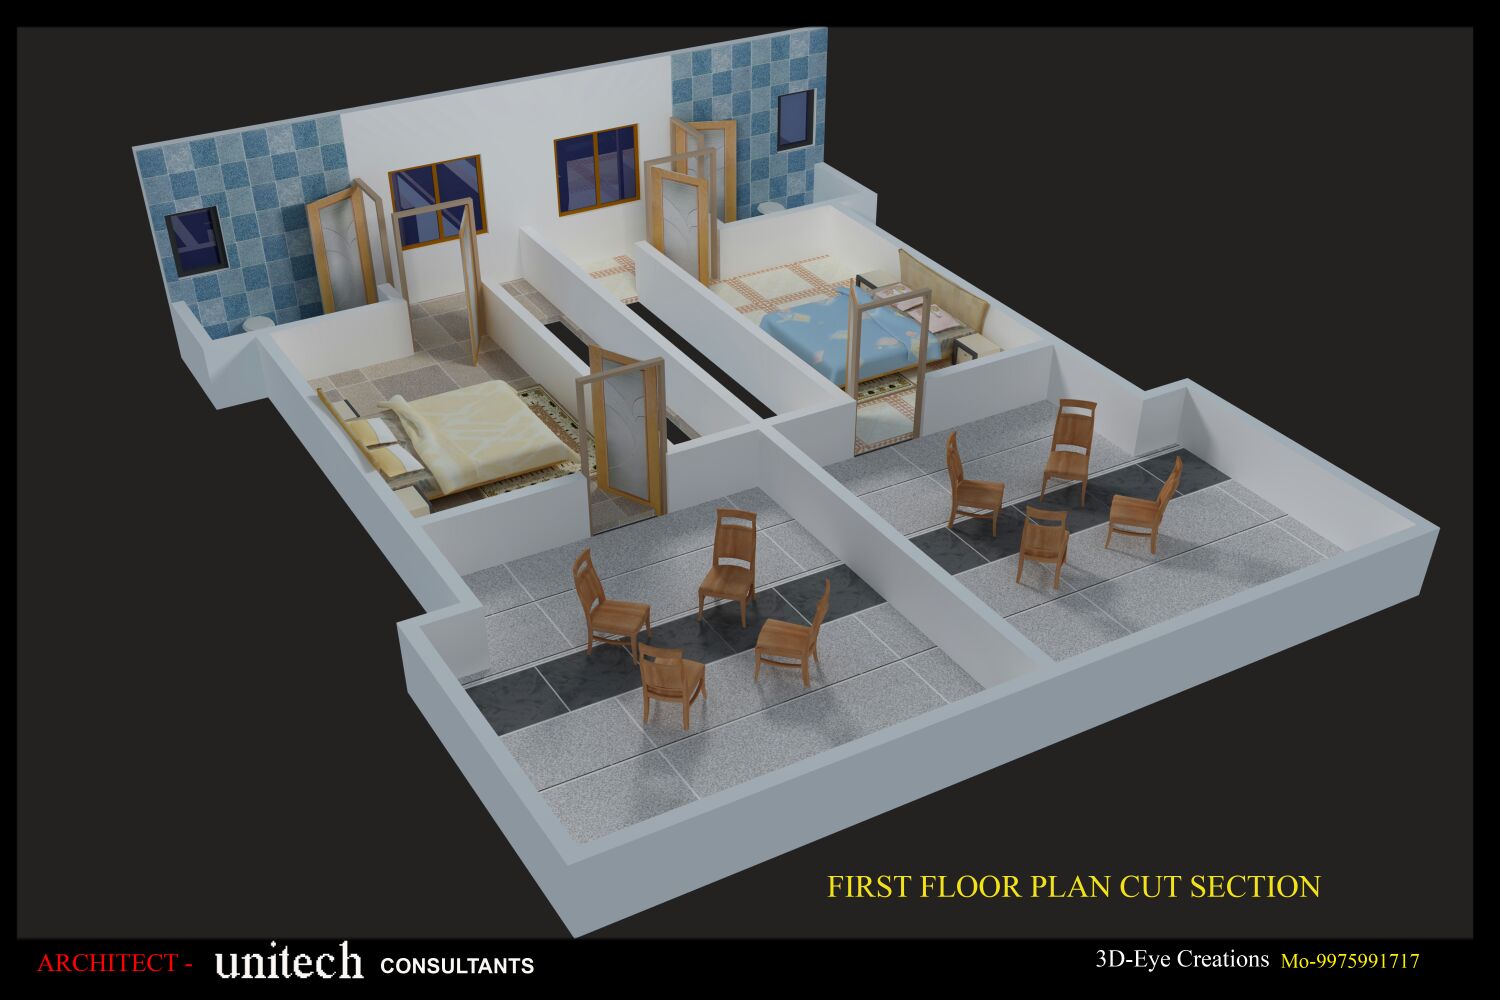 FIRST FLOOR PLAN CUT SECTION
ARCHITECT - unitech CONSULTANTS
3D-Eye Creations Mo-9975991717